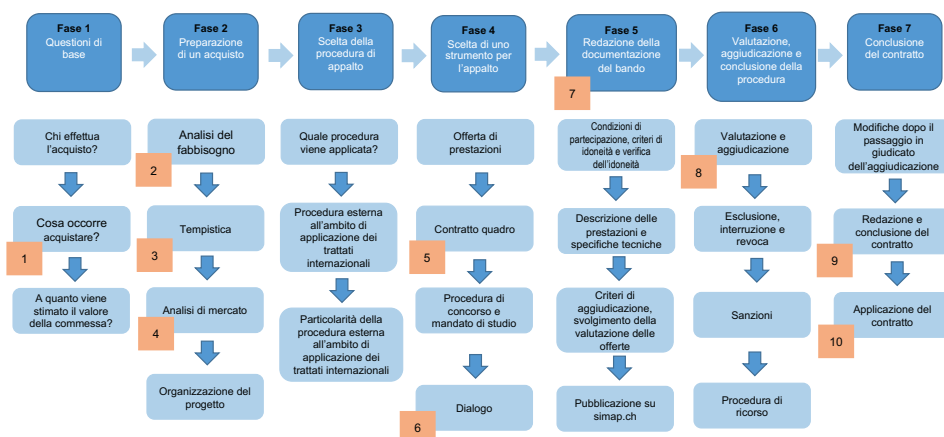 Fase 1
Questioni di
base
Fase 2
Preparazione
di un acquisto
Fase 3
Scelta della
procedura di
appalto
Fase 4
Scelta di uno
strumento per
l'appalto
Fase 5
Redazione della
documentazione
del bando
7
Fase 6
Valutazione,
aggiudicazione e
conclusione della
procedura
Fase 7
Conclusione
del contratto
Chi effettua
l'acquisto?
Cosa occorre
acquistare?
1
A quanto viene
stimato il valore
della commessa?
Analisi del
fabbisogno
2
Tempistica
3
Analisi di mercato
4
Organizzazione del
progetto
Quale procedura
viene applicata?
Procedura esterna
all'ambito di
applicazione dei
trattati
internazionali
Particolarità della
procedura esterna
all'ambito di
applicazione dei
trattati internazionali
Offerta di
prestazioni
Contratto quadro
5
Procedura di
concorso e
mandato di studio
Dialogo
6
Condizioni di
partecipazione, criteri di
idoneità e verifica
dell'idoneità
Descrizione delle
prestazioni e
specifiche tecniche
Criteri di
aggiudicazione,
svolgimento della
valutazione delle
offerte
Pubblicazione su
simap.ch
Valutazione e
aggiudicazione
8
Esclusione,
interruzione e
revoca
Sanzioni
Procedura di
ricorso
Modifiche dopo il
passaggio in
giudicato
dell'aggiudicazione
Redazione e
conclusione del
contratto
9
Applicazione del
contratto
10